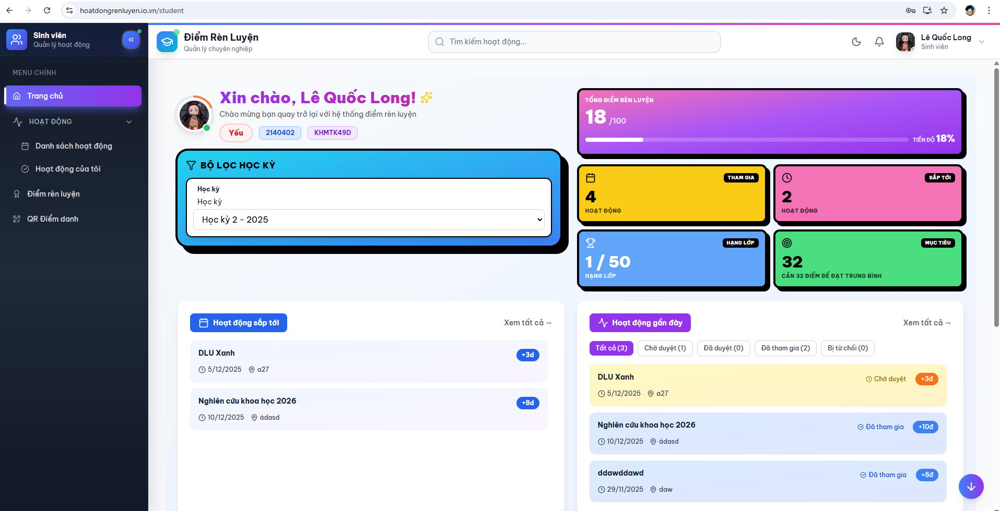 hoatdongrenluyen.io.vn/student
Sinh viên
Quản lý hoạt động
«
MENU CHÍNH
Trang chủ
HOẠT ĐỘNG
Danh sách hoạt động
Hoạt động của tôi
Điểm rèn luyện
QR Điểm danh
Điểm Rèn Luyện
Quản lý chuyên nghiệp
Tìm kiếm hoạt động...
Lê Quốc Long
Sinh viên
Xin chào, Lê Quốc Long!
Chào mừng bạn quay trở lại với hệ thống điểm rèn luyện
Yếu
2140402
KHMTK49D
BỘ LỌC HỌC KỲ
Học kỳ
Học kỳ
Học kỳ 2 - 2025
TỔNG ĐIỂM RÈN LUYỆN
18 /100
TIẾN ĐỘ 18%
THAM GIA
4
HOẠT ĐỘNG
SẮP TỚI
2
HOẠT ĐỘNG
HẠNG LỚP
1 / 50
HẠNG LỚP
MỤC TIÊU
32
CẦN 32 ĐIỂM ĐỂ ĐẠT TRUNG BÌNH
Hoạt động sắp tới
Xem tất cả →
DLU Xanh
+3đ
5/12/2025 a27
Nghiên cứu khoa học 2026
+8đ
10/12/2025 ádasd
Hoạt động gần đây
Xem tất cả →
Tất cả (3)
Chờ duyệt (1)
Đã duyệt (0)
Đã tham gia (2)
Bị từ chối (0)
DLU Xanh
Chờ duyệt +3đ
5/12/2025 a27
Nghiên cứu khoa học 2026
Đã tham gia +10đ
10/12/2025 ádasd
ddawddawd
Đã tham gia +8đ
29/11/2025 daw